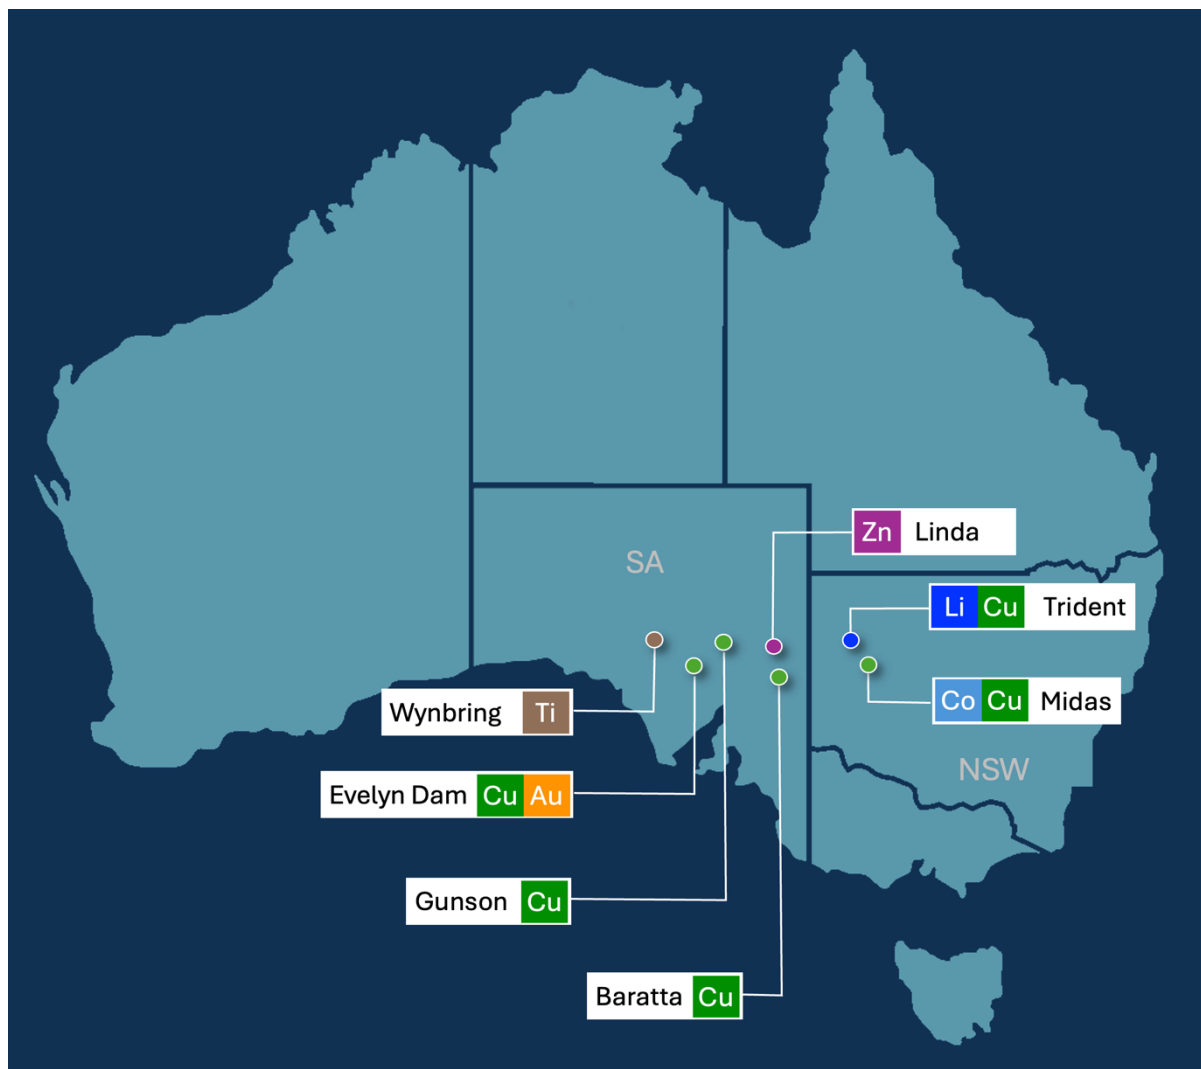 Zn Linda
SA
Li Cu Trident
Wynbring Ti
Co Cu Midas
NSW
Evelyn Dam Cu Au
Gunson Cu
Baratta Cu